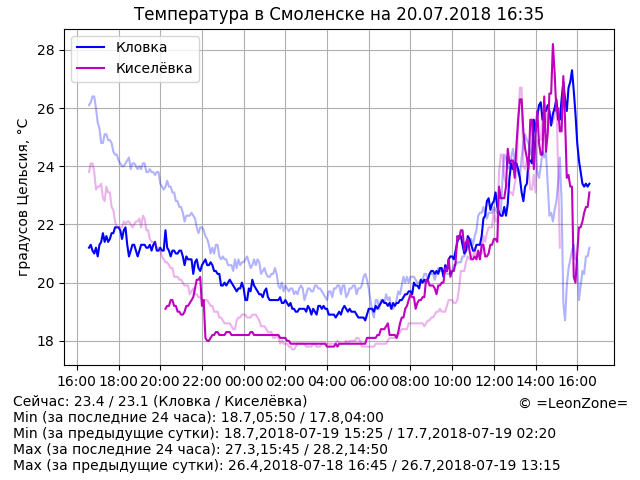 Температура в Смоленске на 20.07.2018 16:35
Кловка
Киселёвка
градусов Цельсия, °C
28
26
24
22
20
18
16:00 18:00 20:00 22:00 00:00 02:00 04:00 06:00 08:00 10:00 12:00 14:00 16:00
Сейчас: 23.4 / 23.1 (Кловка / Киселёвка)
© =LeonZone=
Min (за последние 24 часа): 18.7,05:50 / 17.8,04:00
Min (за предыдущие сутки): 18.7,2018-07-19 15:25 / 17.7,2018-07-19 02:20
Max (за последние 24 часа): 27.3,15:45 / 28.2,14:50
Max (за предыдущие сутки): 26.4,2018-07-18 16:45 / 26.7,2018-07-19 13:15